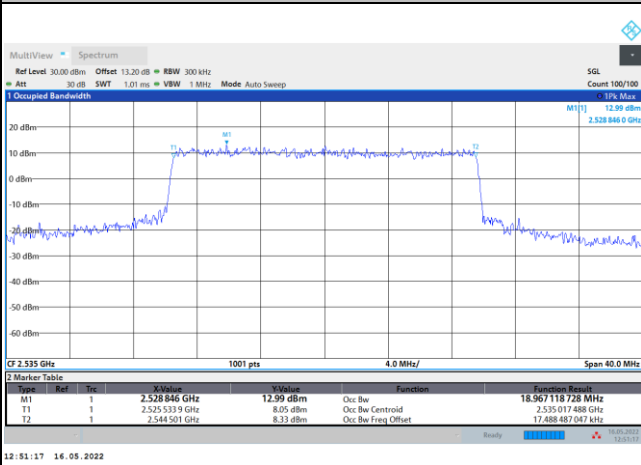 MultiView Spectrum
Ref Level 30.00 dBm Offset 13.20 dB RBW 300 kHz SGL
Att 30 dB SWT 1.01 ms VBW 1 MHz Mode Auto Sweep Count 100/100
1 Occupied Bandwidth 1Pk Max
M1[1] 12.99 dBm
2.528 846 0 GHz
20 dBm
M1
T1 T2
10 dBm
0 dBm
-10 dBm
-20 dBm
-30 dBm
-40 dBm
-50 dBm
-60 dBm
CF 2.535 GHz 1001 pts 4.0 MHz/ Span 40.0 MHz
2 Marker Table
Type Ref Trc X-Value Y-Value Function Function Result
M1 1 2.528 846 GHz 12.99 dBm Occ Bw 18.967 118 728 MHz
T1 1 2.525 533 9 GHz 8.05 dBm Occ Bw Centroid 2.535 017 488 GHz
T2 1 2.544 501 GHz 8.33 dBm Occ Bw Freq Offset 17.488 487 047 kHz
Ready 16.05.2022
12:51:17
12:51:17 16.05.2022